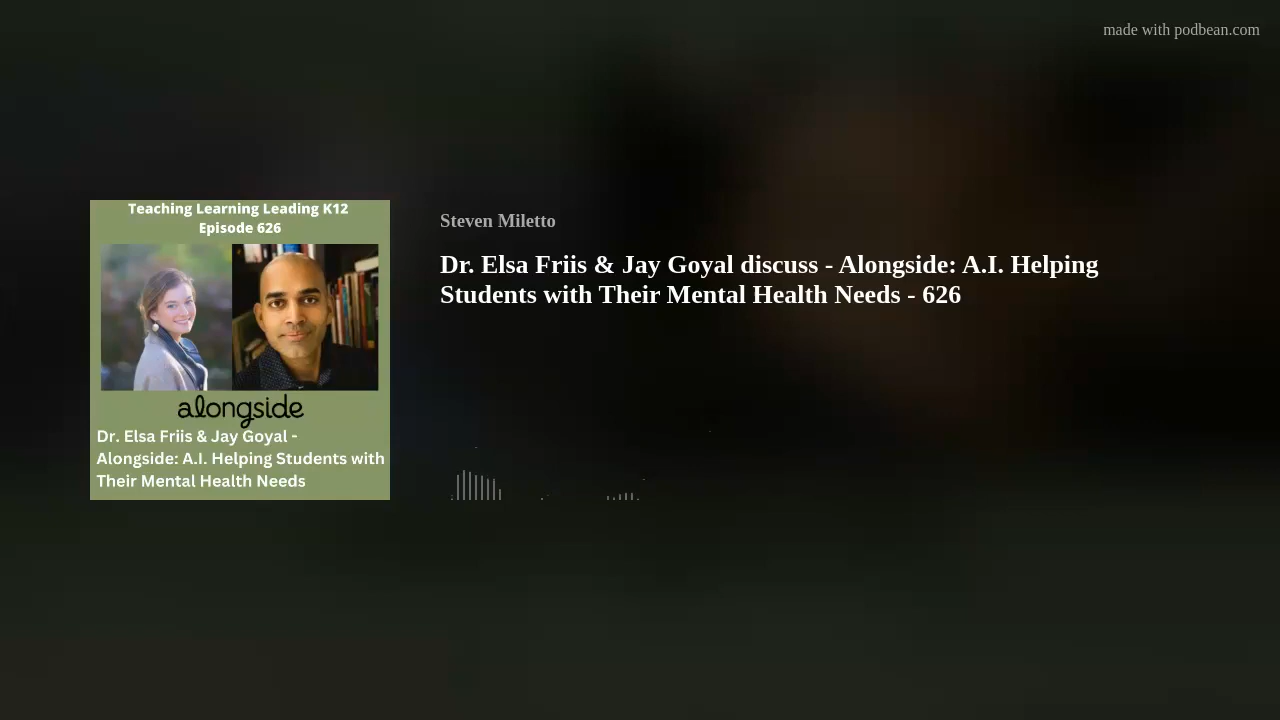 made with podbean.com
Teaching Learning Leading K12
Episode 626
alongside
Dr. Elsa Friis & Jay Goyal -
Alongside: A.I. Helping Students with
Their Mental Health Needs
Steven Miletto
Dr. Elsa Friis & Jay Goyal discuss - Alongside: A.I. Helping
Students with Their Mental Health Needs - 626